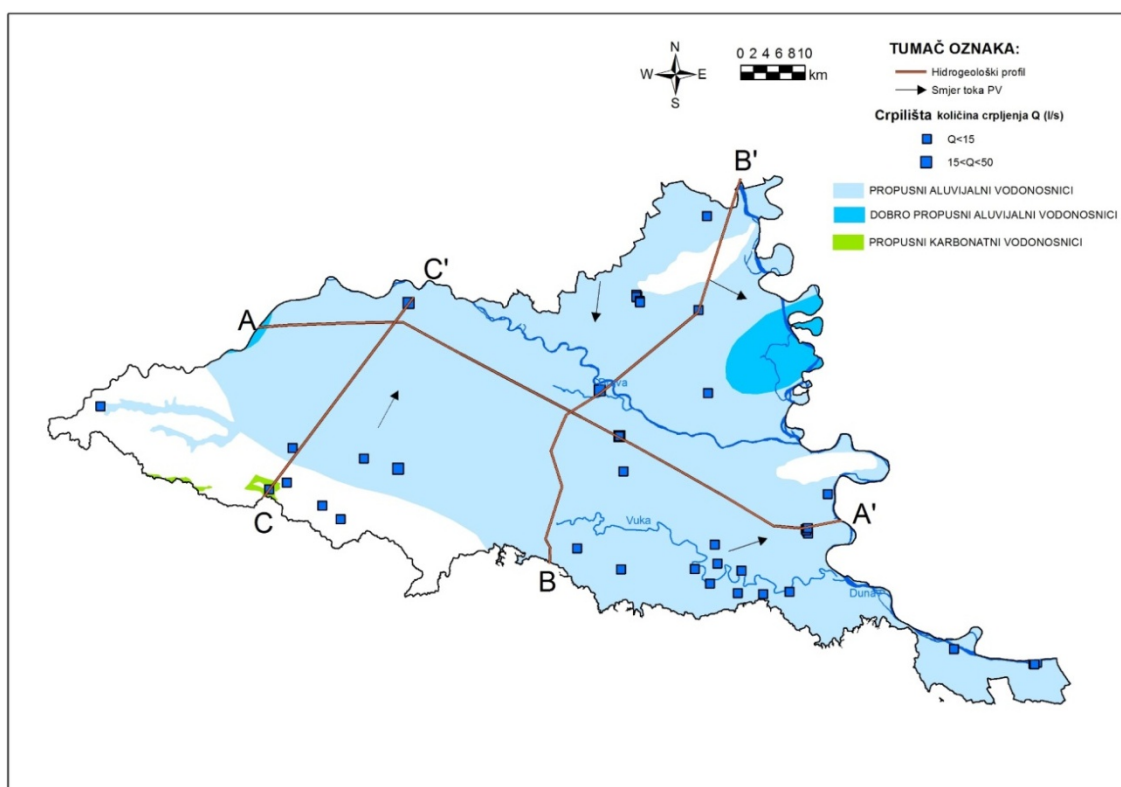 N
W E
S
0 2 4 6 8 10
km
TUMAČ OZNAKA:
Hidrogeološki profil
Smjer toka PV
Crpilišta količina crpljenja Q (l/s)
Q<15
15<Q<50
PROPUSNI ALUVIJALNI VODONOSNICI
DOBRO PROPUSNI ALUVIJALNI VODONOSNICI
PROPUSNI KARBONATNI VODONOSNICI
B'
C'
A
C
B
A'
Vuka
Dunav